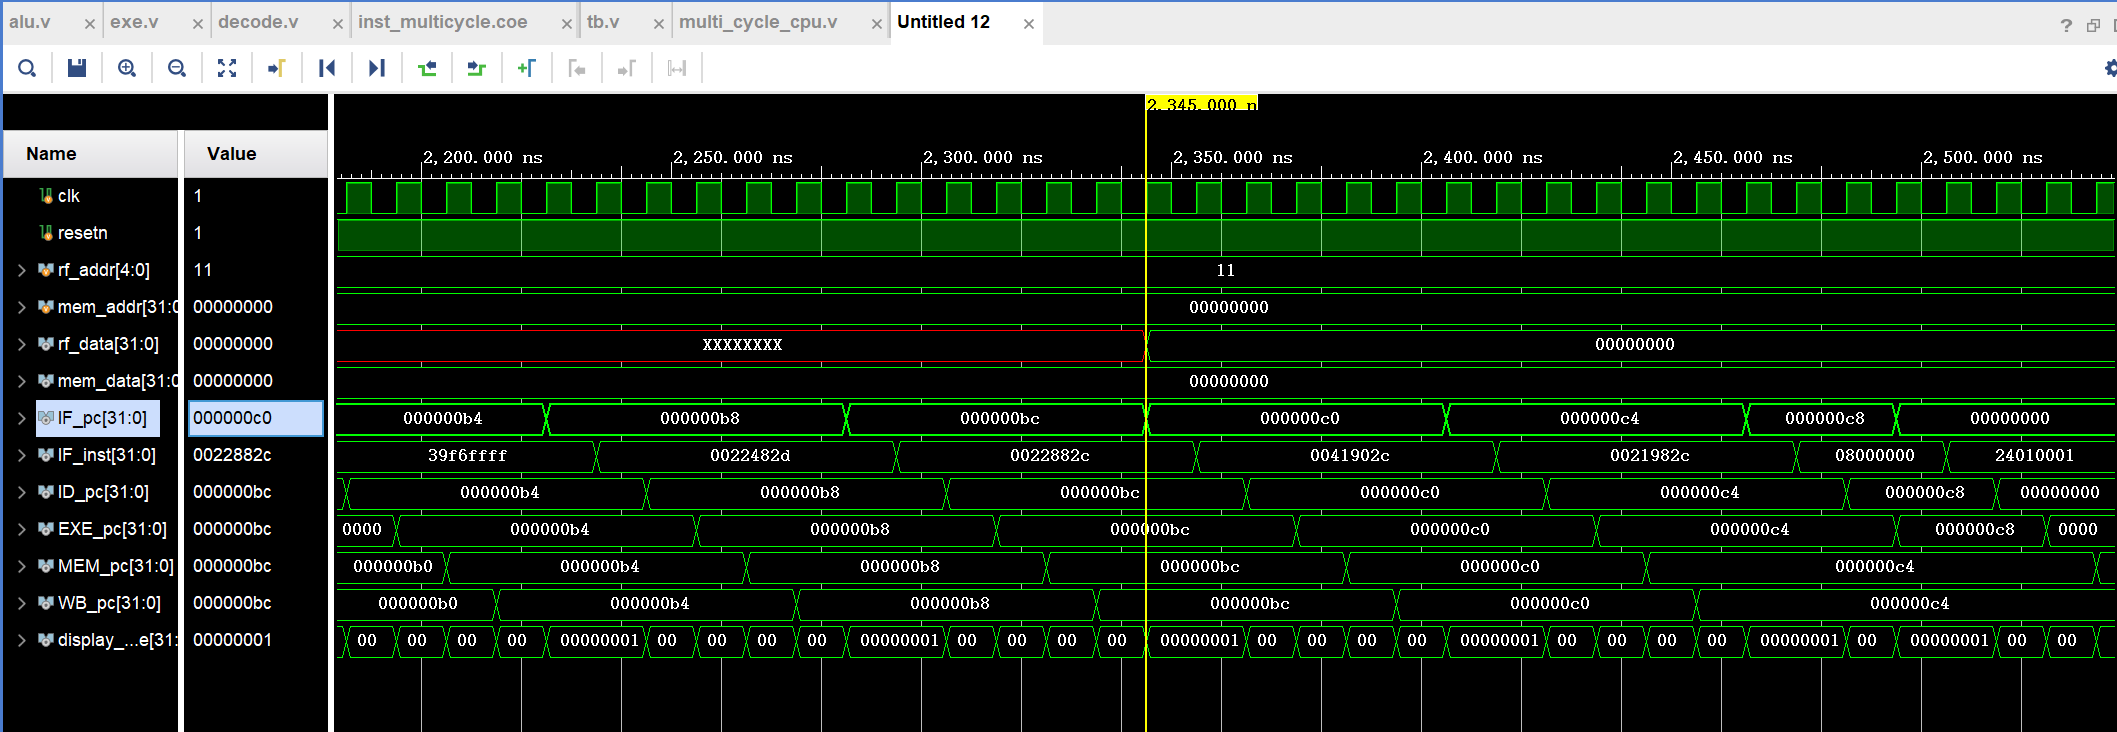 alu.v exe.v decode.v inst_multicycle.coe tb.v multi_cycle_cpu.v Untitled 12
2,345.000 n
Name Value
2,200.000 ns 2,250.000 ns 2,300.000 ns 2,350.000 ns 2,400.000 ns 2,450.000 ns 2,500.000 ns
clk 1
resetn 1
rf_addr[4:0] 11 11
mem_addr[31:0 00000000 00000000
rf_data[31:0] 00000000 XXXXXXXX 00000000
mem_data[31:0 00000000 00000000
IF_pc[31:0] 000000c0 000000b4 000000b8 000000bc 000000c0 000000c4 000000c8 00000000
IF_inst[31:0] 0022882c 39f6ffff 0022482d 0022882c 0041902c 0021982c 08000000 24010001
ID_pc[31:0] 000000bc 000000b4 000000b8 000000bc 000000c0 000000c4 000000c8 00000000
EXE_pc[31:0] 000000bc 0000 000000b4 000000b8 000000bc 000000c0 000000c4 000000c8 0000
MEM_pc[31:0] 000000bc 000000b0 000000b4 000000b8 000000bc 000000c0 000000c4
WB_pc[31:0] 000000bc 000000b0 000000b4 000000b8 000000bc 000000c0 000000c4
display_...e[31: 00000001 00 00 00 00 00000001 00 00 00 00 00000001 00 00 00 00 00000001 00 00 00 00 00000001 00 00 00 00 00000001 00 00000001 00 00